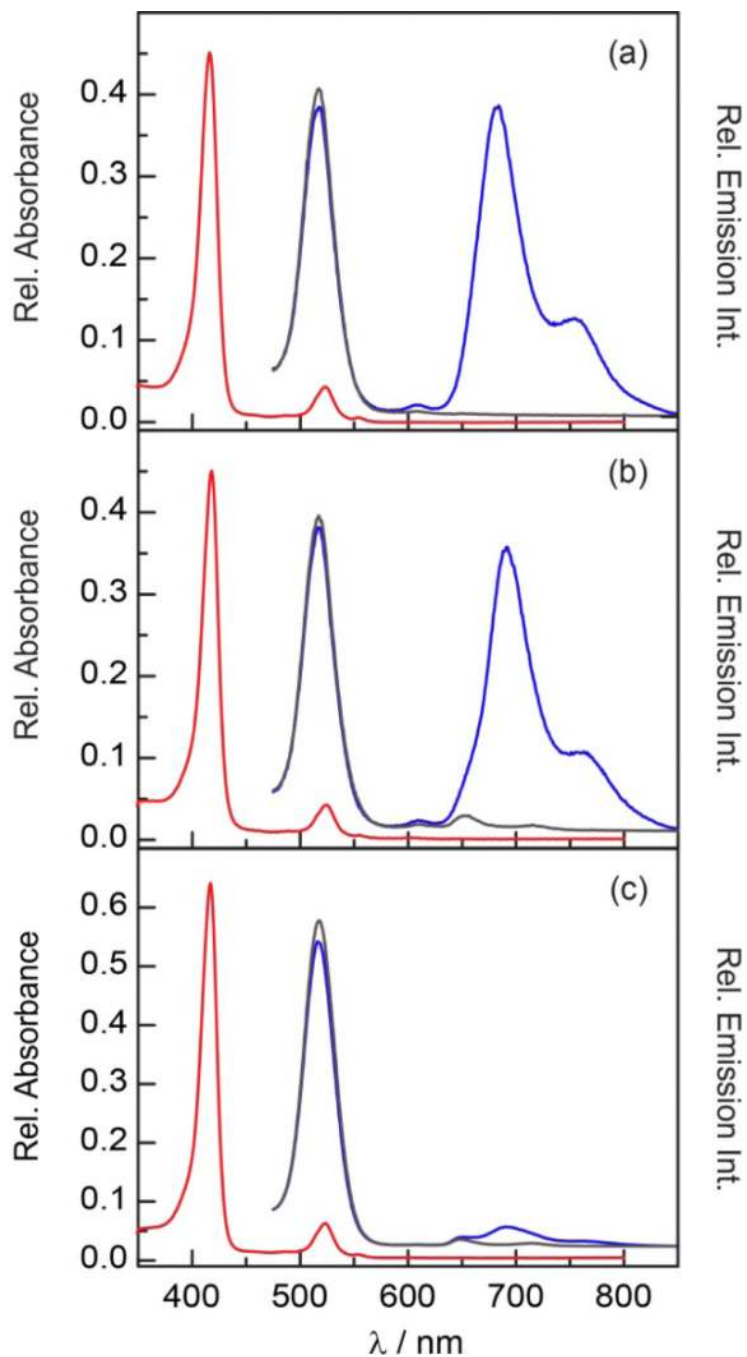 (a)
Rel. Absorbance
0.4
0.3
0.2
0.1
0.0
Rel. Emission Int.
(b)
Rel. Absorbance
0.4
0.3
0.2
0.1
0.0
Rel. Emission Int.
(c)
Rel. Absorbance
0.6
0.5
0.4
0.3
0.2
0.1
0.0
Rel. Emission Int.
400 500 600 700 800
λ / nm